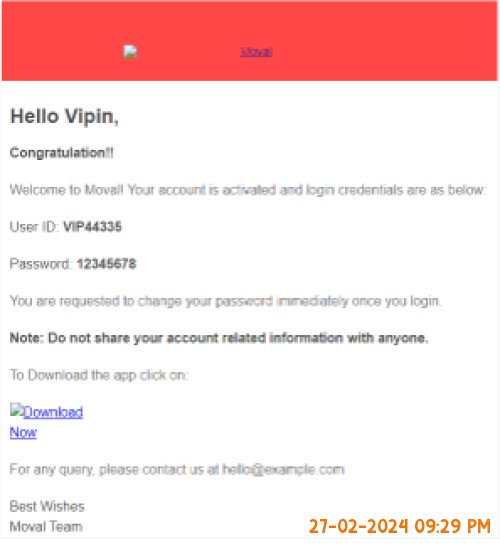 Moval
Hello Vipin,
Congratulation!!
Welcome to Moval! Your account is activated and login credentials are as below:
User ID: VIP44335
Password: 12345678
You are requested to change your password immediately once you login.
Note: Do not share your account related information with anyone.
To Download the app click on:
Download
Now
For any query, please contact us at hello@example.com
Best Wishes
Moval Team
27-02-2024 09:29 PM